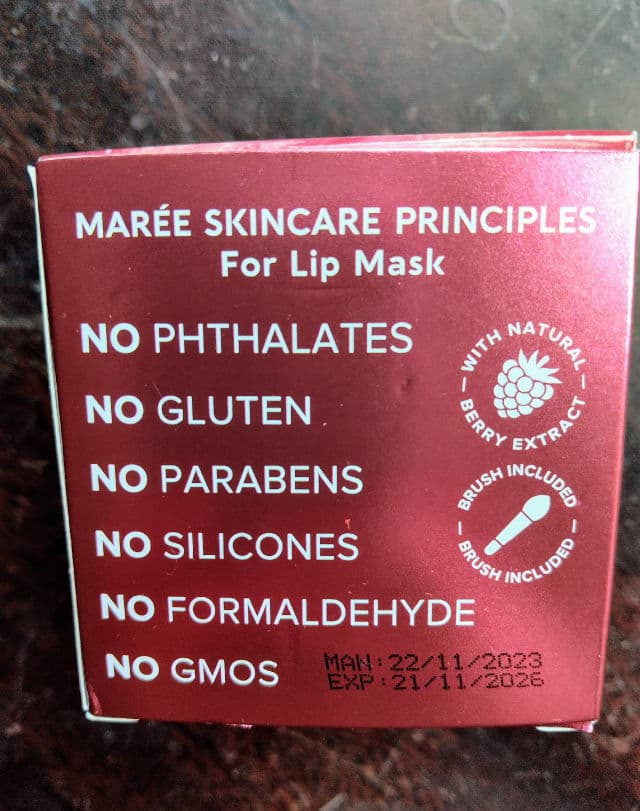 MARÉE SKINCARE PRINCIPLES
For Lip Mask
NO PHTHALATES
NO GLUTEN
NO PARABENS
NO SILICONES
NO FORMALDEHYDE
NO GMOS
WITH NATURAL
BERRY EXTRACT
BRUSH INCLUDED
BRUSH INCLUDED
MAN:22/11/2023
EXP:21/11/2026